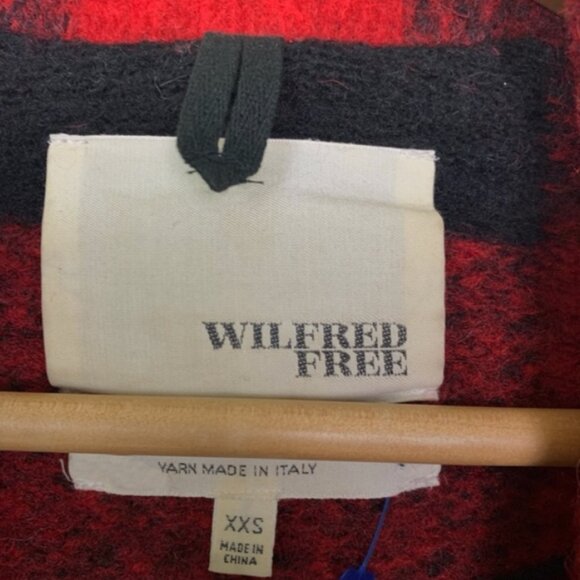 WILFRED
FREE
YARN MADE IN ITALY
XXS
MADE IN
CHINA